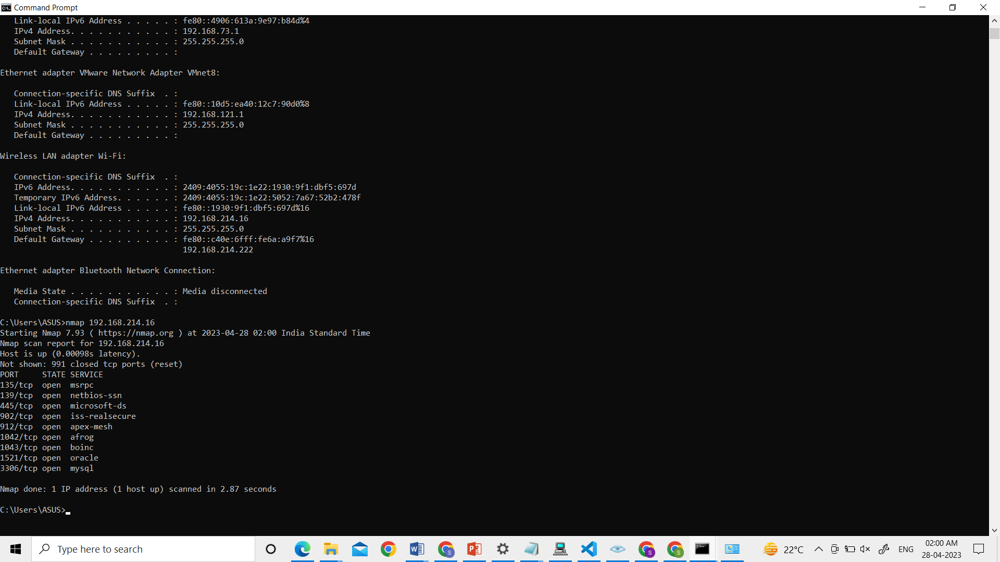 Command Prompt
   Link-local IPv6 Address . . . . . : fe80::4906:613a:9e97:b84d%4
   IPv4 Address. . . . . . . . . . . : 192.168.73.1
   Subnet Mask . . . . . . . . . . . : 255.255.255.0
   Default Gateway . . . . . . . . . :
Ethernet adapter VMware Network Adapter VMnet8:
   Connection-specific DNS Suffix  . :
   Link-local IPv6 Address . . . . . : fe80::10d5:ea40:12c7:90d0%8
   IPv4 Address. . . . . . . . . . . : 192.168.121.1
   Subnet Mask . . . . . . . . . . . : 255.255.255.0
   Default Gateway . . . . . . . . . :
Wireless LAN adapter Wi-Fi:
   Connection-specific DNS Suffix  . :
   IPv6 Address. . . . . . . . . . . : 2409:4055:19c:1e22:1930:9f1:dbf5:697d
   Temporary IPv6 Address. . . . . . : 2409:4055:19c:1e22:5052:7a67:52b2:478f
   Link-local IPv6 Address . . . . . : fe80::1930:9f1:dbf5:697d%16
   IPv4 Address. . . . . . . . . . . : 192.168.214.16
   Subnet Mask . . . . . . . . . . . : 255.255.255.0
   Default Gateway . . . . . . . . . : fe80::c40e:6fff:fe6a:a9f7%16
                                       192.168.214.222
Ethernet adapter Bluetooth Network Connection:
   Media State . . . . . . . . . . . : Media disconnected
   Connection-specific DNS Suffix  . :
C:\Users\ASUS>nmap 192.168.214.16
Starting Nmap 7.93 ( https://nmap.org ) at 2023-04-28 02:00 India Standard Time
Nmap scan report for 192.168.214.16
Host is up (0.00098s latency).
Not shown: 991 closed tcp ports (reset)
PORT     STATE SERVICE
135/tcp  open  msrpc
139/tcp  open  netbios-ssn
445/tcp  open  microsoft-ds
902/tcp  open  iss-realsecure
912/tcp  open  apex-mesh
1042/tcp open  afrog
1043/tcp open  boinc
1521/tcp open  oracle
3306/tcp open  mysql
Nmap done: 1 IP address (1 host up) scanned in 2.87 seconds
C:\Users\ASUS>
Type here to search
22°C
ENG
02:00 AM
28-04-2023